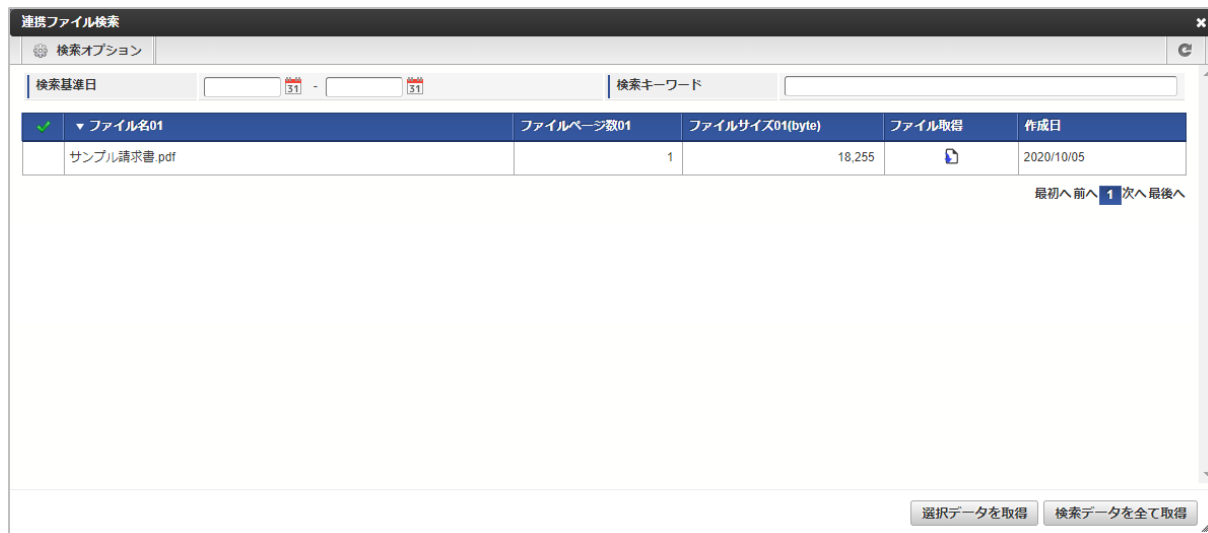 連携ファイル検索
検索オプション
検索基準日 31 - 31 検索キーワード
▼ ファイル名01 ファイルページ数01 ファイルサイズ01(byte) ファイル取得 作成日
サンプル請求書.pdf 1 18,255 2020/10/05
最初へ 前へ 1 次へ 最後へ
選択データを取得 検索データを全て取得